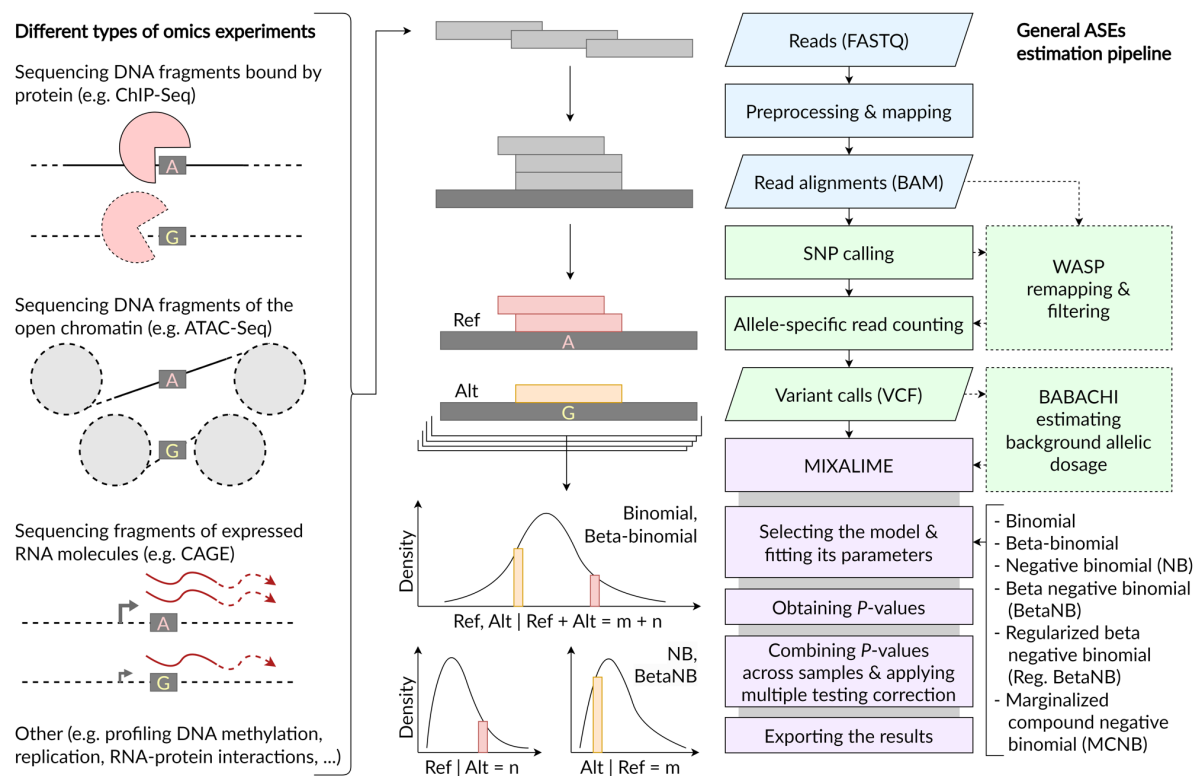 Different types of omics experiments
Sequencing DNA fragments bound by
protein (e.g. ChIP-Seq)
A
G
Sequencing DNA fragments of the
open chromatin (e.g. ATAC-Seq)
A
G
Sequencing fragments of expressed
RNA molecules (e.g. CAGE)
A
G
Other (e.g. profiling DNA methylation,
replication, RNA-protein interactions, ...)
Ref
A
Alt
G
Density
Binomial,
Beta-binomial
Ref, Alt | Ref + Alt = m + n
Density
NB,
BetaNB
Ref | Alt = n
Alt | Ref = m
General ASEs
estimation pipeline
Reads (FASTQ)
Preprocessing & mapping
Read alignments (BAM)
SNP calling
WASP
remapping &
filtering
Allele-specific read counting
Variant calls (VCF)
BABACHI
estimating
background allelic
dosage
MIXALIME
Selecting the model &
fitting its parameters
Obtaining P-values
Combining P-values
across samples & applying
multiple testing correction
Exporting the results
- Binomial
- Beta-binomial
- Negative binomial (NB)
- Beta negative binomial
(BetaNB)
- Regularized beta
negative binomial
(Reg. BetaNB)
- Marginalized
compound negative
binomial (MCNB)